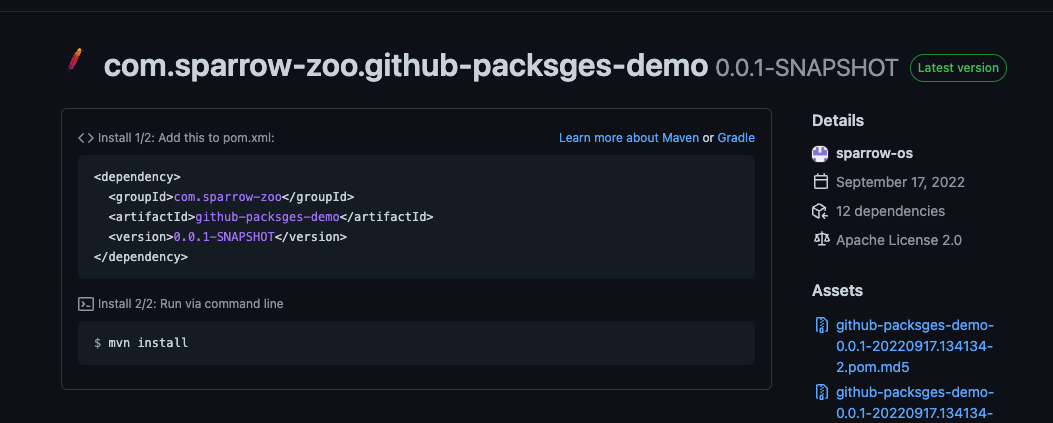 com.sparrow-zoo.github-packsges-demo 0.0.1-SNAPSHOT Latest version
Install 1/2: Add this to pom.xml:
Learn more about Maven or Gradle
<dependency>
  <groupId>com.sparrow-zoo</groupId>
  <artifactId>github-packsges-demo</artifactId>
  <version>0.0.1-SNAPSHOT</version>
</dependency>
Install 2/2: Run via command line
$ mvn install
Details
sparrow-os
September 17, 2022
12 dependencies
Apache License 2.0
Assets
github-packsges-demo-
0.0.1-20220917.134134-
2.pom.md5
github-packsges-demo-
0.0.1-20220917.134134-